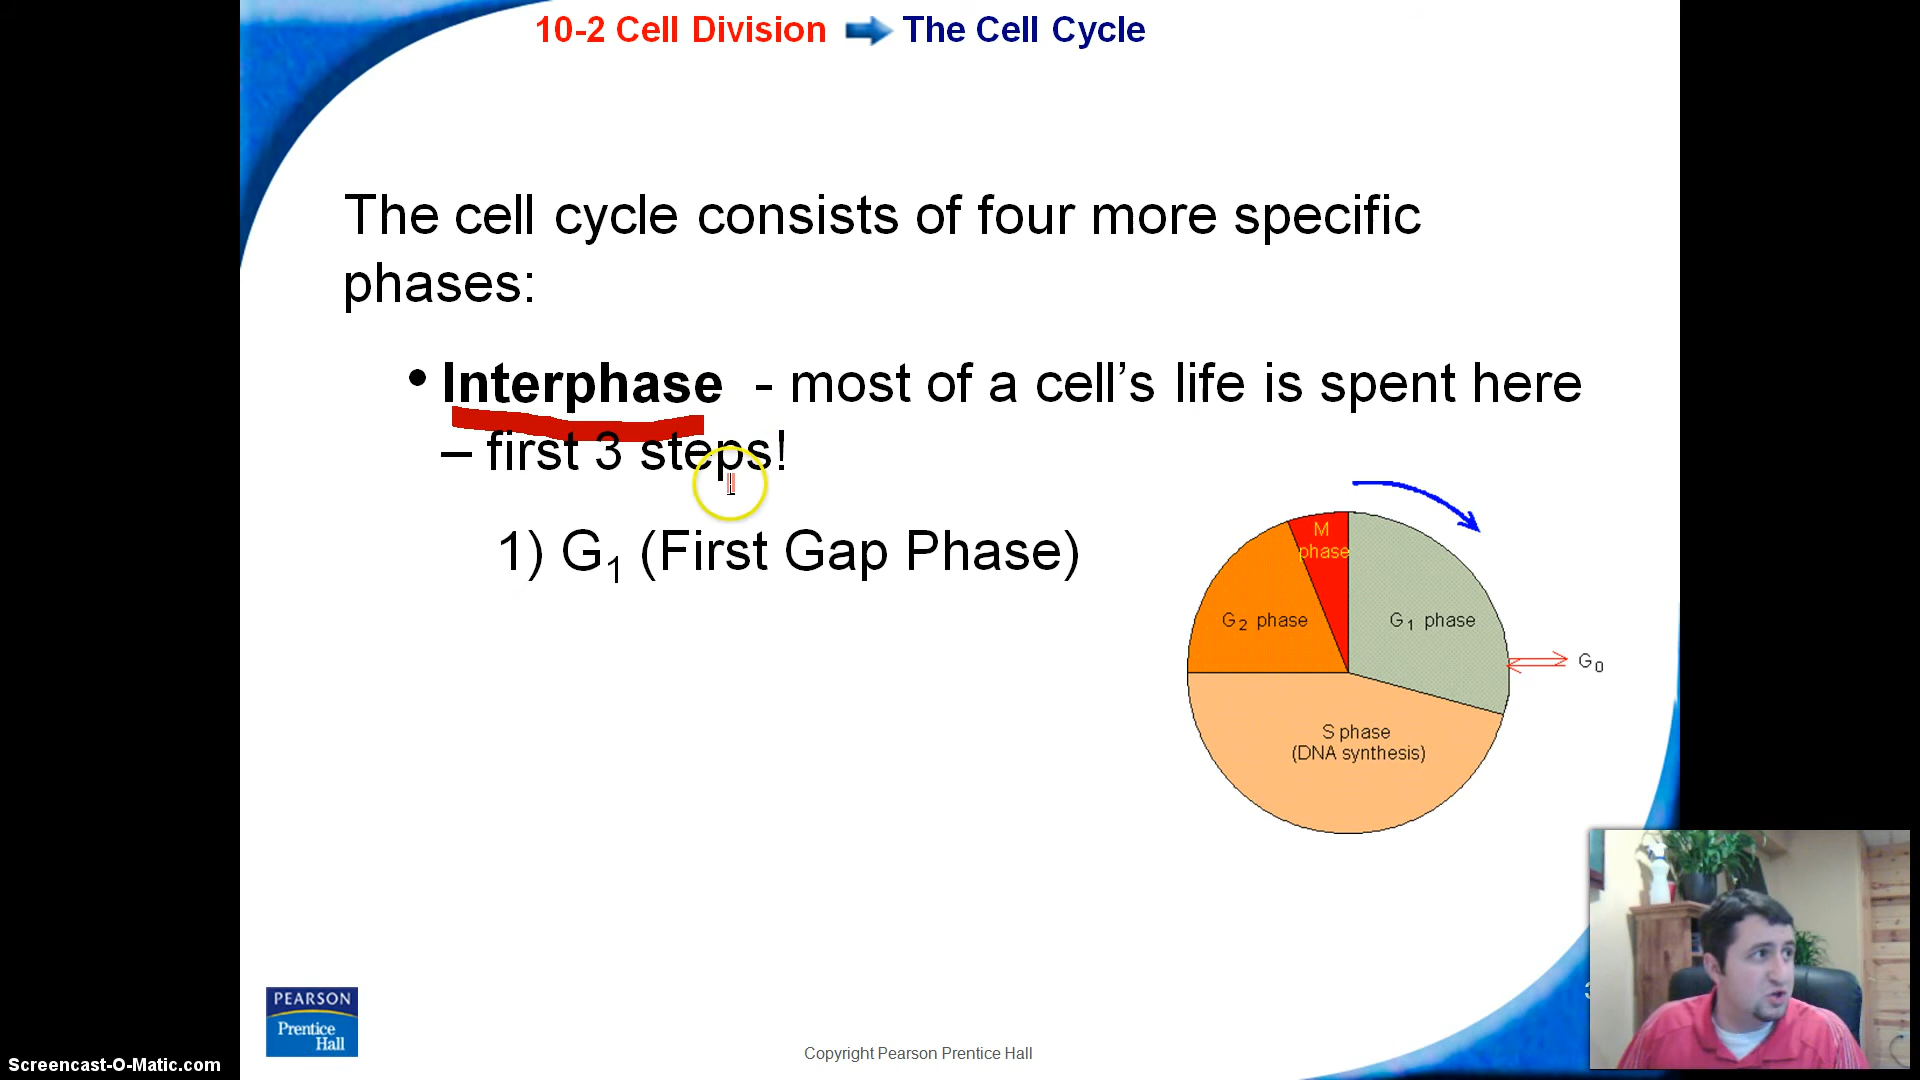 10-2 Cell Division The Cell Cycle
The cell cycle consists of four more specific
phases:
• Interphase - most of a cell’s life is spent here
– first 3 steps!
1) G₁ (First Gap Phase)
M
phase
G₂ phase
G₁ phase
G₀
S phase
(DNA synthesis)
PEARSON
Prentice
Hall
Copyright Pearson Prentice Hall
Screencast-O-Matic.com